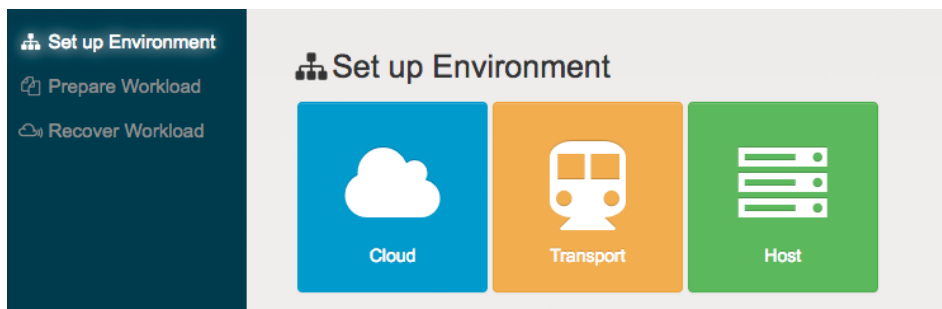 Set up Environment
Prepare Workload
Recover Workload
Set up Environment
Cloud
Transport
Host